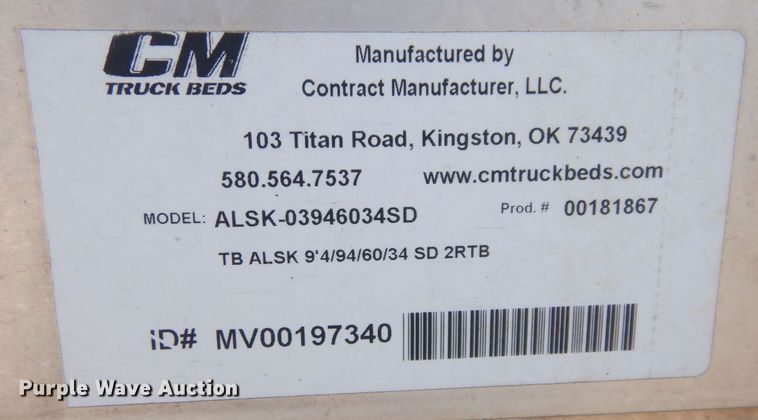 CM
TRUCK BEDS
Manufactured by
Contract Manufacturer, LLC.
103 Titan Road, Kingston, OK 73439
580.564.7537 www.cmtruckbeds.com
MODEL: ALSK-03946034SD Prod. # 00181867
TB ALSK 9'4/94/60/34 SD 2RTB
ID# MV00197340
Purple Wave Auction